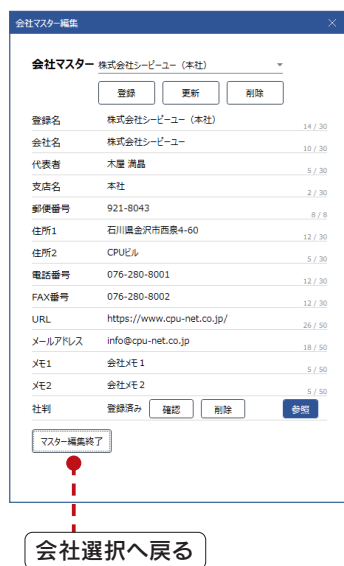 会社マスター編集
会社マスター 株式会社シーピーユー（本社）
登録 更新 削除
登録名 株式会社シーピーユー（本社） 14 / 30
会社名 株式会社シーピーユー 10 / 30
代表者 木屋 満晶 5 / 30
支店名 本社 2 / 30
郵便番号 921-8043 8 / 8
住所1 石川県金沢市西泉4-60 12 / 30
住所2 CPUビル 5 / 30
電話番号 076-280-8001 12 / 30
FAX番号 076-280-8002 12 / 30
URL https://www.cpu-net.co.jp/ 26 / 50
メールアドレス info@cpu-net.co.jp 18 / 50
メモ1 会社メモ1 5 / 50
メモ2 会社メモ2 5 / 50
社判 登録済み 確認 削除 参照
マスター編集終了
会社選択へ戻る